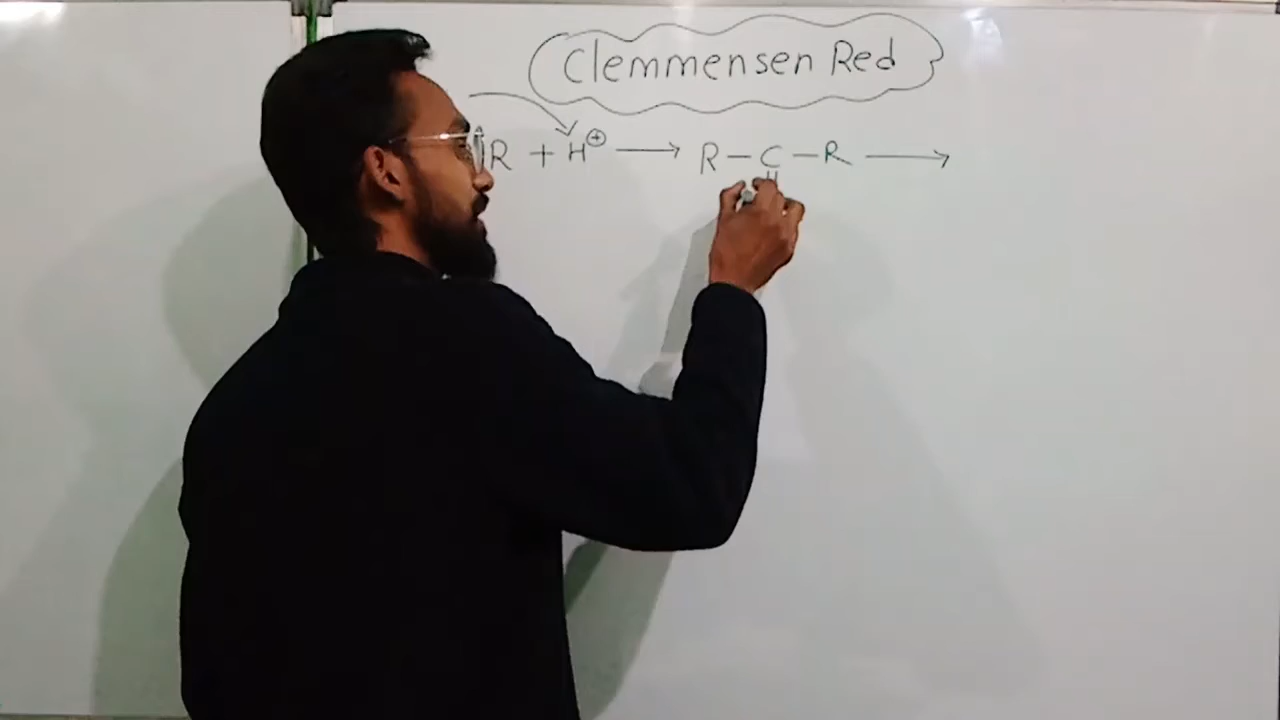 Clemmensen Red
R + H⊕ ⟶ R – C – R ⟶